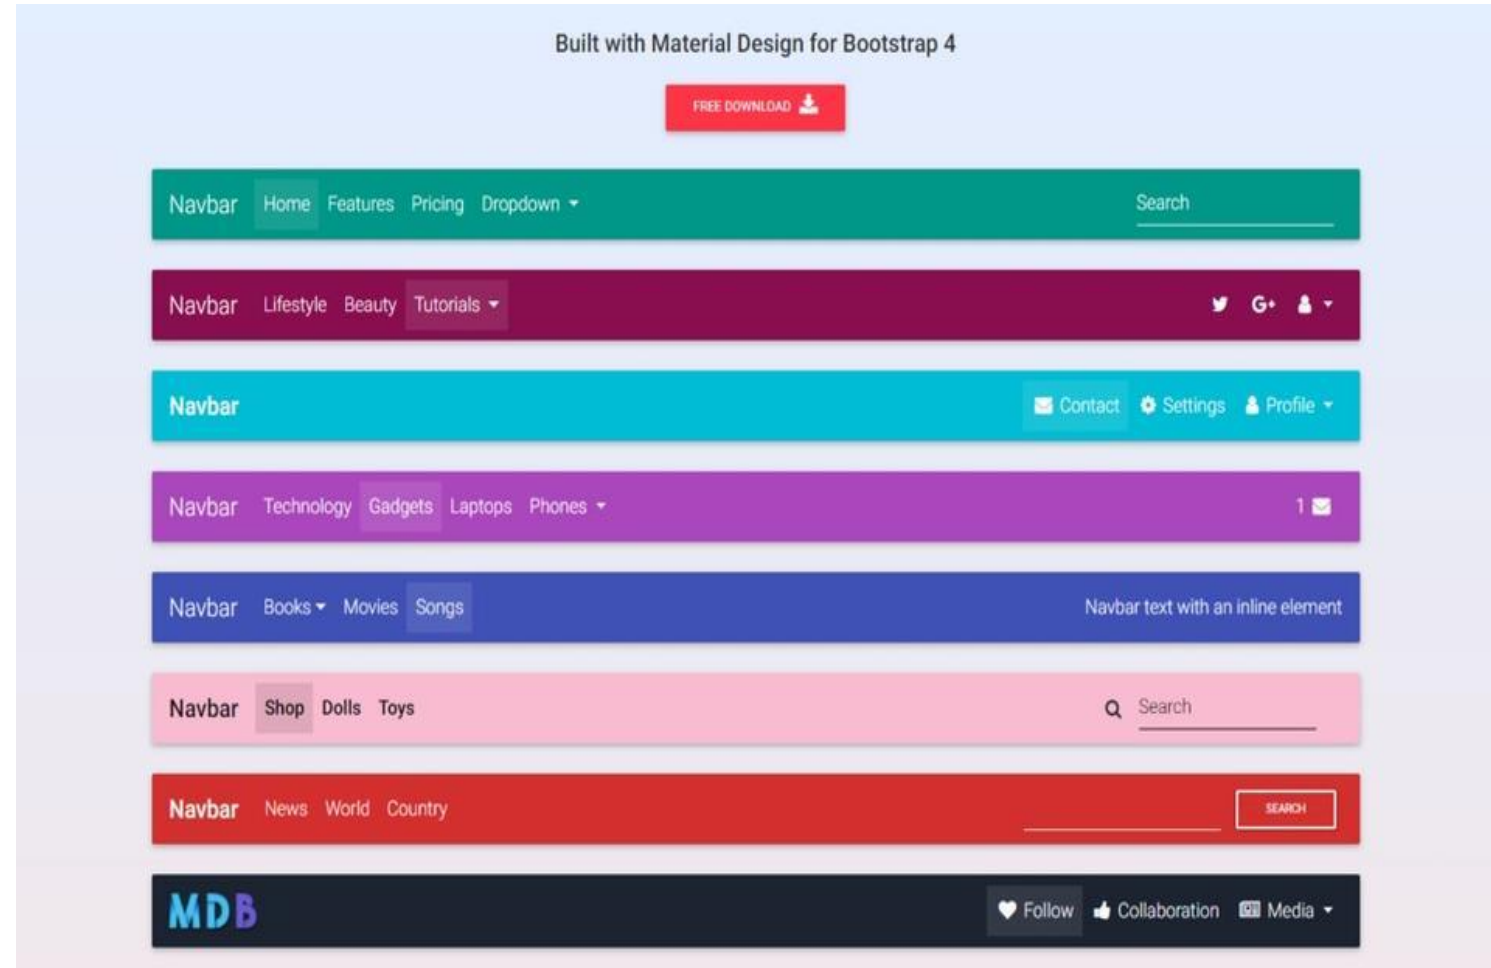 Built with Material Design for Bootstrap 4
FREE DOWNLOAD
Navbar Home Features Pricing Dropdown Search
Navbar Lifestyle Beauty Tutorials G+
Navbar Contact Settings Profile
Navbar Technology Gadgets Laptops Phones 1
Navbar Books Movies Songs Navbar text with an inline element
Navbar Shop Dolls Toys Search
Navbar News World Country SEARCH
MDB Follow Collaboration Media